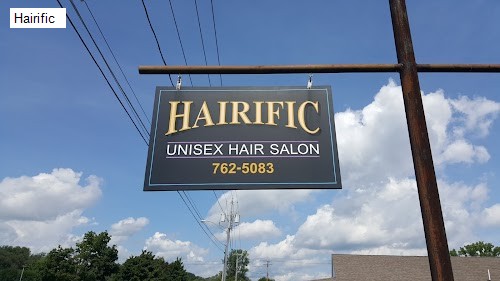 Hairific
HAIRIFIC
UNISEX HAIR SALON
762-5083